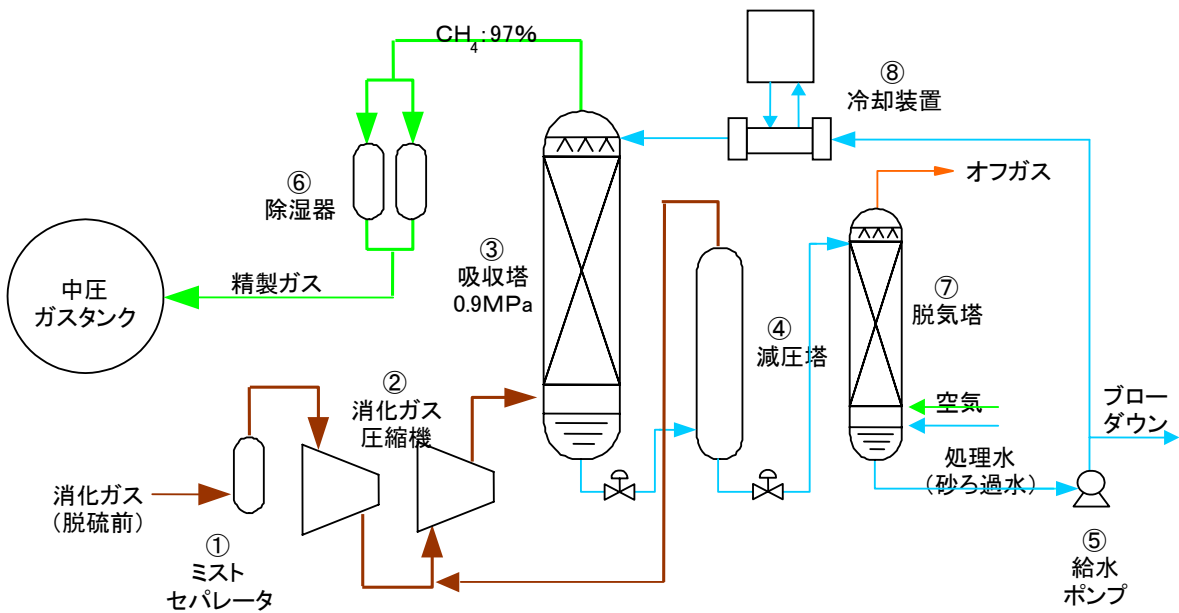 CH₄:97%
⑧
冷却装置
オフガス
⑥
除湿器
③
吸収塔
0.9MPa
⑦
脱気塔
精製ガス
中圧
ガスタンク
④
減圧塔
②
消化ガス
圧縮機
空気
ブロー
ダウン
処理水
(砂ろ過水)
消化ガス
(脱硫前)
①
ミスト
セパレータ
⑤
給水
ポンプ